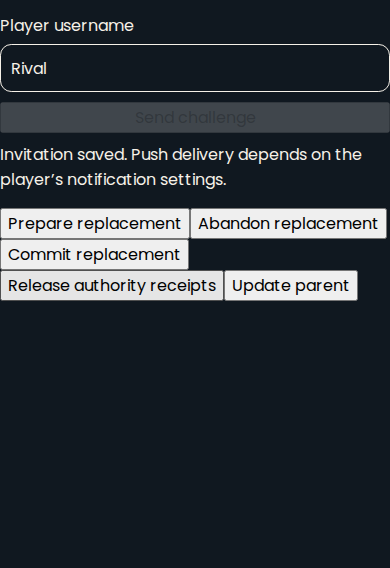 Player username
Rival
Send challenge
Invitation saved. Push delivery depends on the
player’s notification settings.
Prepare replacement Abandon replacement
Commit replacement
Release authority receipts Update parent